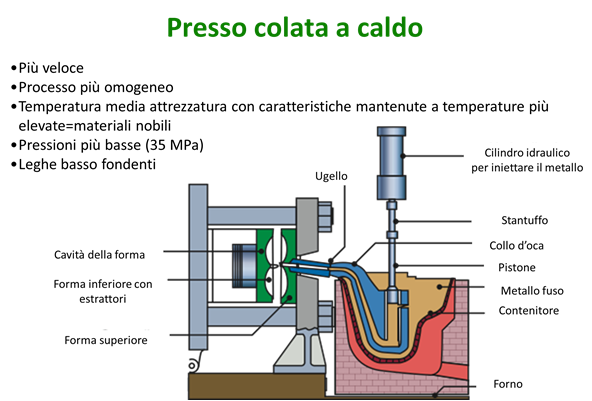 Presso colata a caldo
•Più veloce
•Processo più omogeneo
•Temperatura media attrezzatura con caratteristiche mantenute a temperature più
elevate=materiali nobili
•Pressioni più basse (35 MPa)
•Leghe basso fondenti
Ugello
Cilindro idraulico
per iniettare il metallo
Stantuffo
Collo d'oca
Pistone
Metallo fuso
Contenitore
Cavità della forma
Forma inferiore con
estrattori
Forma superiore
Forno